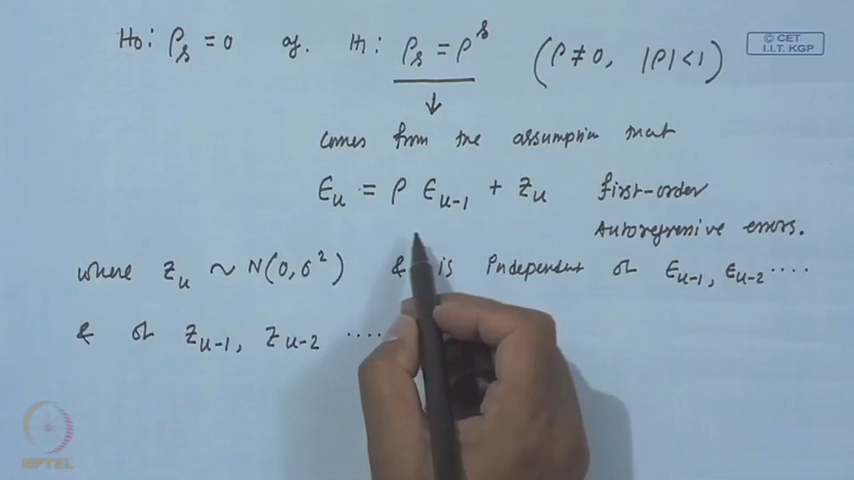 H₀: ρₛ = 0 vs. H₁: ρₛ = ρˢ (ρ ≠ 0, |ρ| < 1)
© CET
I.I.T. KGP
comes from the assumption that
ϵᵤ = ρ ϵᵤ₋₁ + Zᵤ first-order
Autoregressive errors.
where Zᵤ ~ N(0, σ²) & is independent of ϵᵤ₋₁, ϵᵤ₋₂ ....
& of Zᵤ₋₁, Zᵤ₋₂ ....
NPTEL